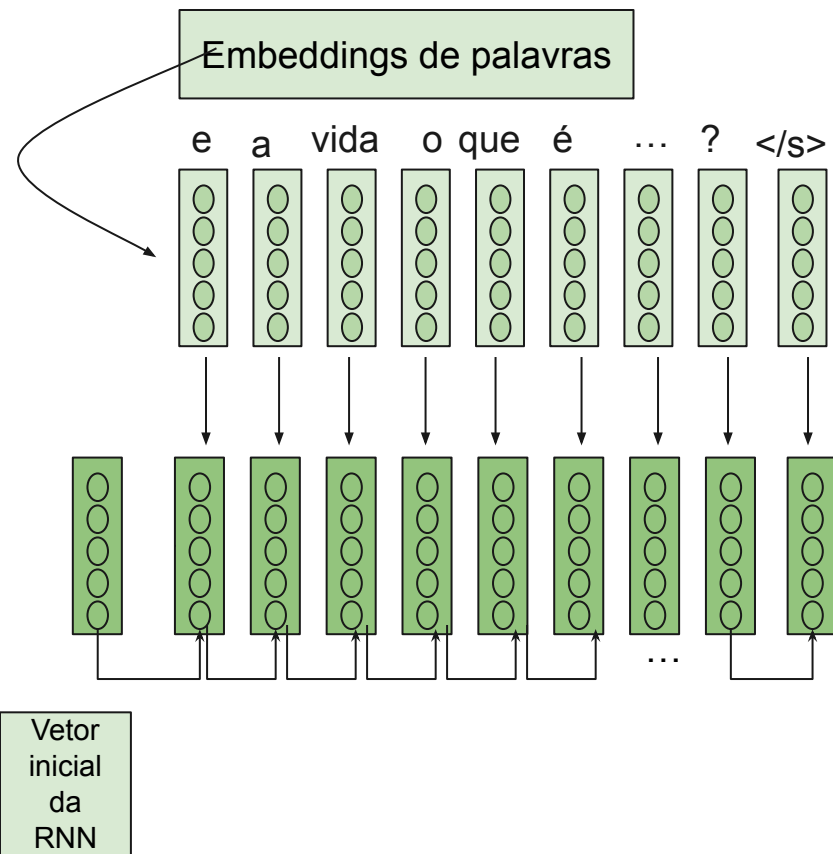 Embeddings de palavras
e a vida o que é … ? </s>
…
Vetor
inicial
da
RNN